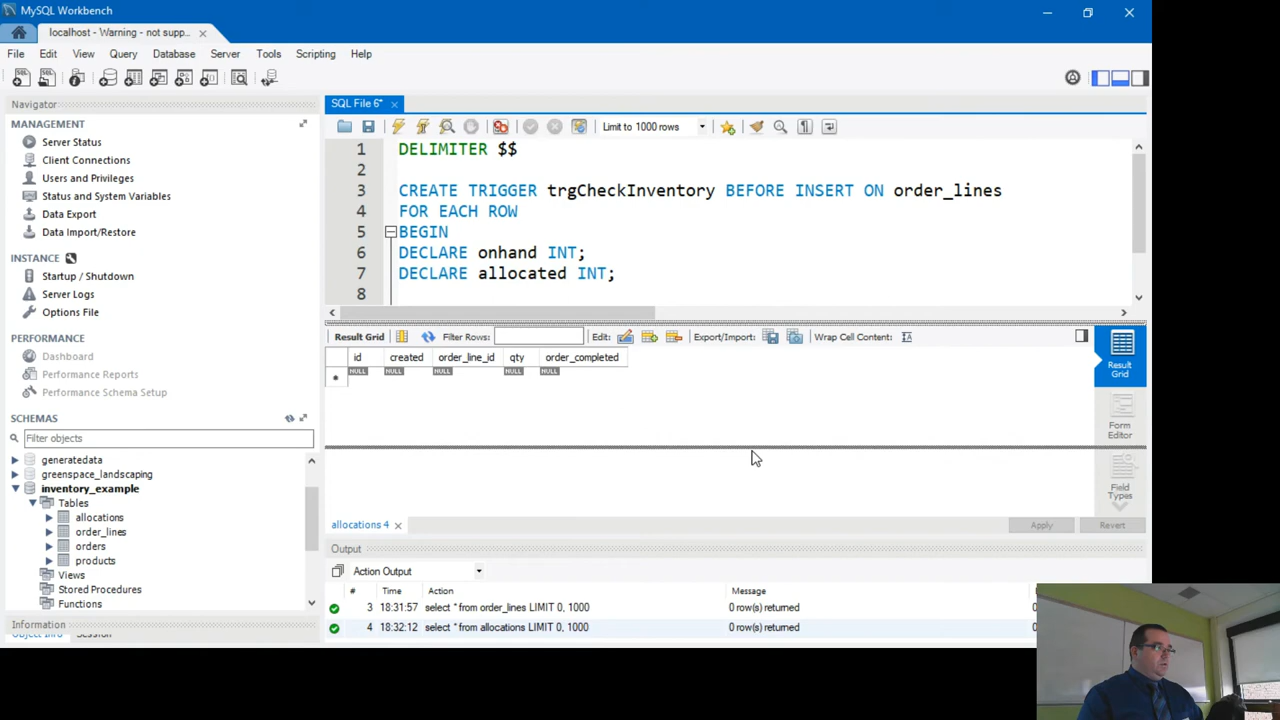 MySQL Workbench
localhost - Warning - not supp...
File Edit View Query Database Server Tools Scripting Help
Navigator
MANAGEMENT
Server Status
Client Connections
Users and Privileges
Status and System Variables
Data Export
Data Import/Restore
INSTANCE
Startup / Shutdown
Server Logs
Options File
PERFORMANCE
Dashboard
Performance Reports
Performance Schema Setup
SCHEMAS
Filter objects
generatedata
greenspace_landscaping
inventory_example
Tables
allocations
order_lines
orders
products
Views
Stored Procedures
Functions
Information
Object Info Session
SQL File 6*
Limit to 1000 rows
1 DELIMITER $$
2
3 CREATE TRIGGER trgCheckInventory BEFORE INSERT ON order_lines
4 FOR EACH ROW
5 BEGIN
6 DECLARE onhand INT;
7 DECLARE allocated INT;
8
Result Grid Filter Rows: Edit: Export/Import: Wrap Cell Content:
id created order_line_id qty order_completed
* NULL NULL NULL NULL NULL
Result Grid
Form Editor
Field Types
allocations 4 Apply Revert
Output
Action Output
# Time Action Message
3 18:31:57 select * from order_lines LIMIT 0, 1000 0 row(s) returned
4 18:32:12 select * from allocations LIMIT 0, 1000 0 row(s) returned